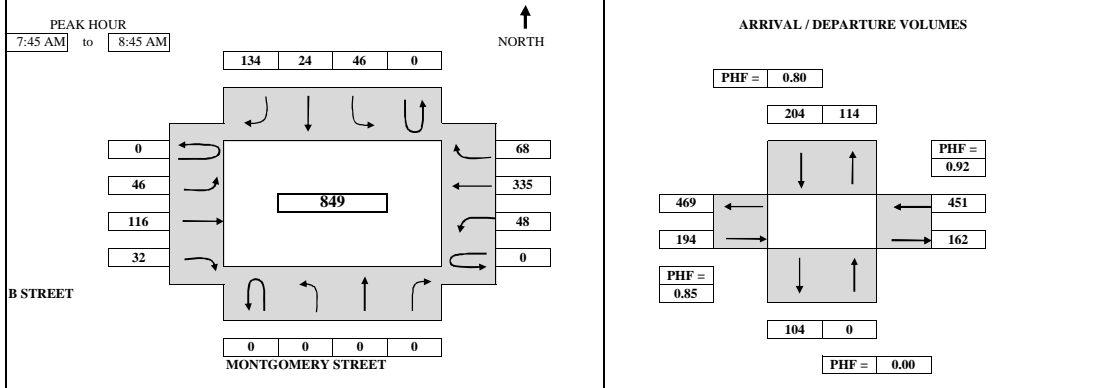 PEAK HOUR
7:45 AM to 8:45 AM
NORTH
134 24 46 0
0 68
46 335
849
116 48
32 0
B STREET
0 0 0 0
MONTGOMERY STREET
ARRIVAL / DEPARTURE VOLUMES
PHF = 0.80
204 114
PHF =
0.92
469 451
194 162
PHF =
0.85
104 0
PHF = 0.00